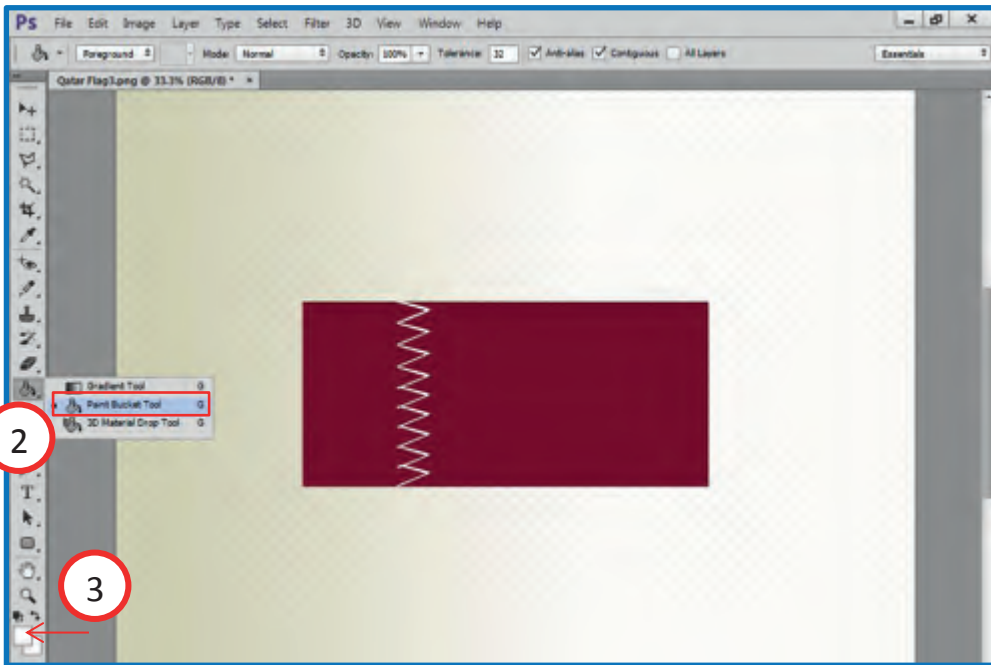 Ps File Edit Image Layer Type Select Filter 3D View Window Help
Foreground Mode: Normal Opacity: 100% Tolerance: 32 Anti-alias Contiguous All Layers Essentials
Qatar Flag3.png @ 33.3% (RGB/8) * ×
Gradient Tool G
Paint Bucket Tool G
3D Material Drop Tool G
2
T
3